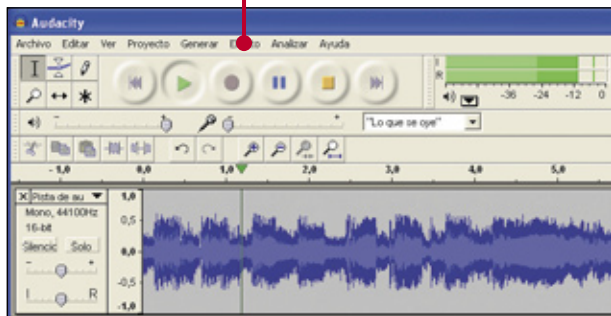 Audacity
Archivo Editar Ver Proyecto Generar Efecto Analizar Ayuda
L
R
-36 -24 -12 0
"Lo que se oye"
- 1,0 0,0 1,0 2,0 3,0 4,0 5,0
X Pista de au
Mono, 44100Hz
16-bit
Silencio Solo
- +
L R
1,0
0,5
0,0
-0,5
-1,0